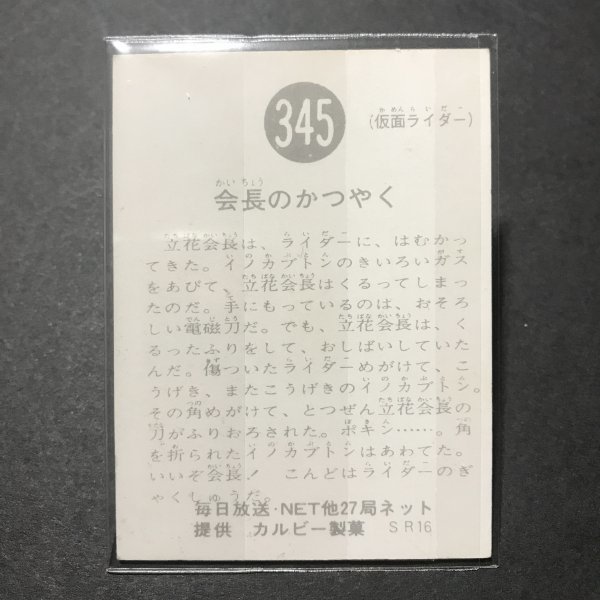 345
(仮面ライダー)
会長のかつやく
立花会長は、ライダーに、はむかっ
てきた。イノカブトンのきいろいガス
をあびて、立花会長はくるってしまっ
たのだ。手にもっているのは、おそろ
しい電磁刀だ。でも、立花会長は、く
るったふりをして、おしばいしていた
んだ。傷ついたライダーめがけて、こ
うげき、またこうげきのイノカブトン。
その角めがけて、とつぜん立花会長の
刀がふりおろされた。ポキン……。角
を折られたイノカブトンはあわてた。
いいぞ会長! こんどはライダーのぎ
ゃくしゅうだ。
毎日放送・NET他27局ネット
提供 カルビー製菓 SR16